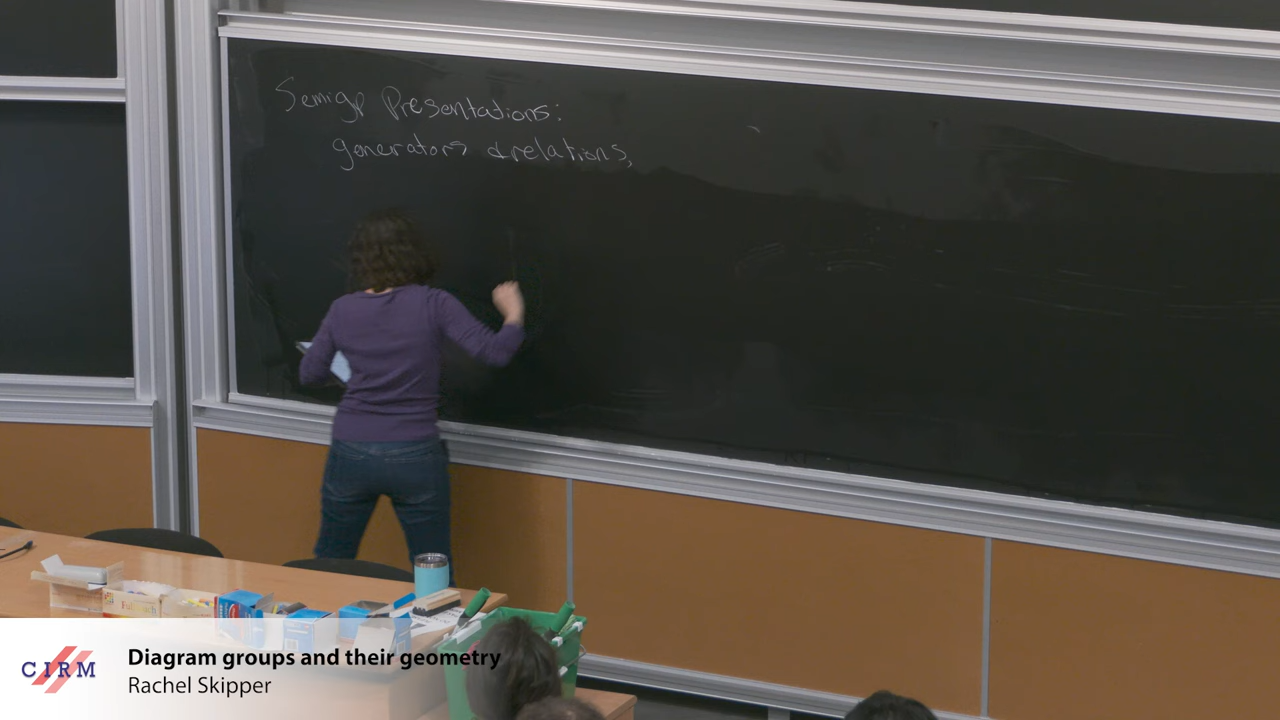 Semigp Presentations:
generators & relations,
CIRM
Diagram groups and their geometry
Rachel Skipper